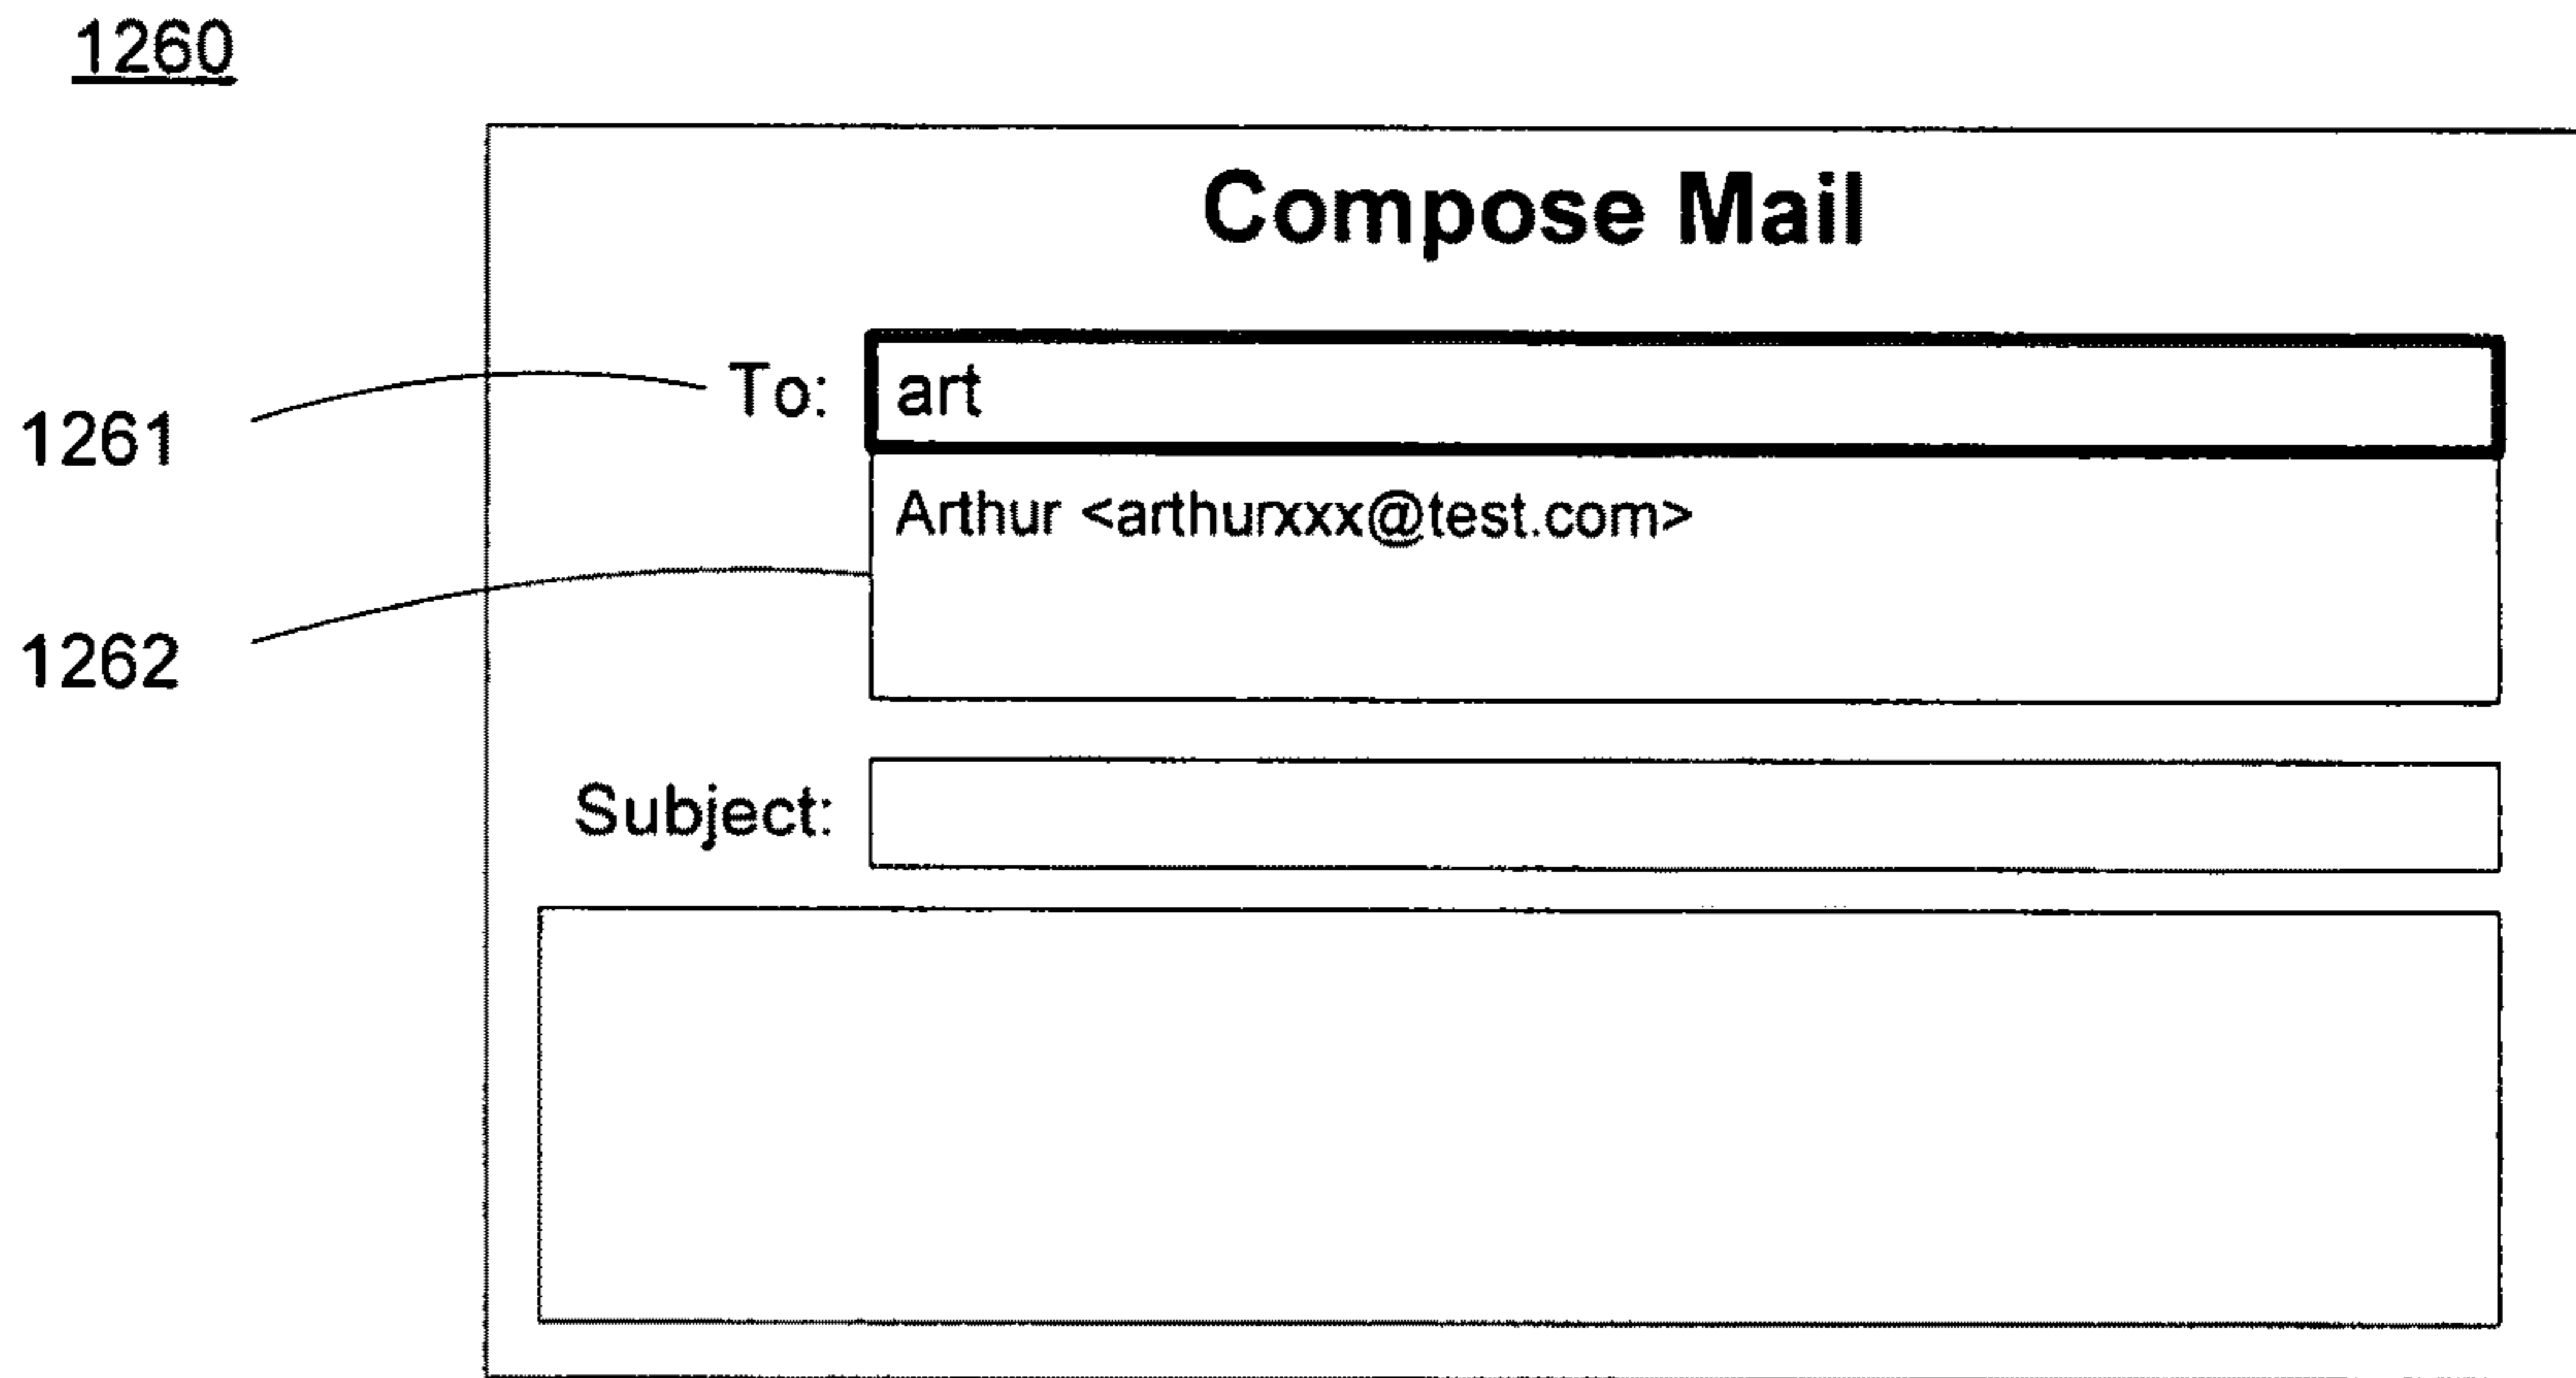 1260
Compose Mail
1261 To: art
Arthur <arthurxxx@test.com>
1262
Subject: